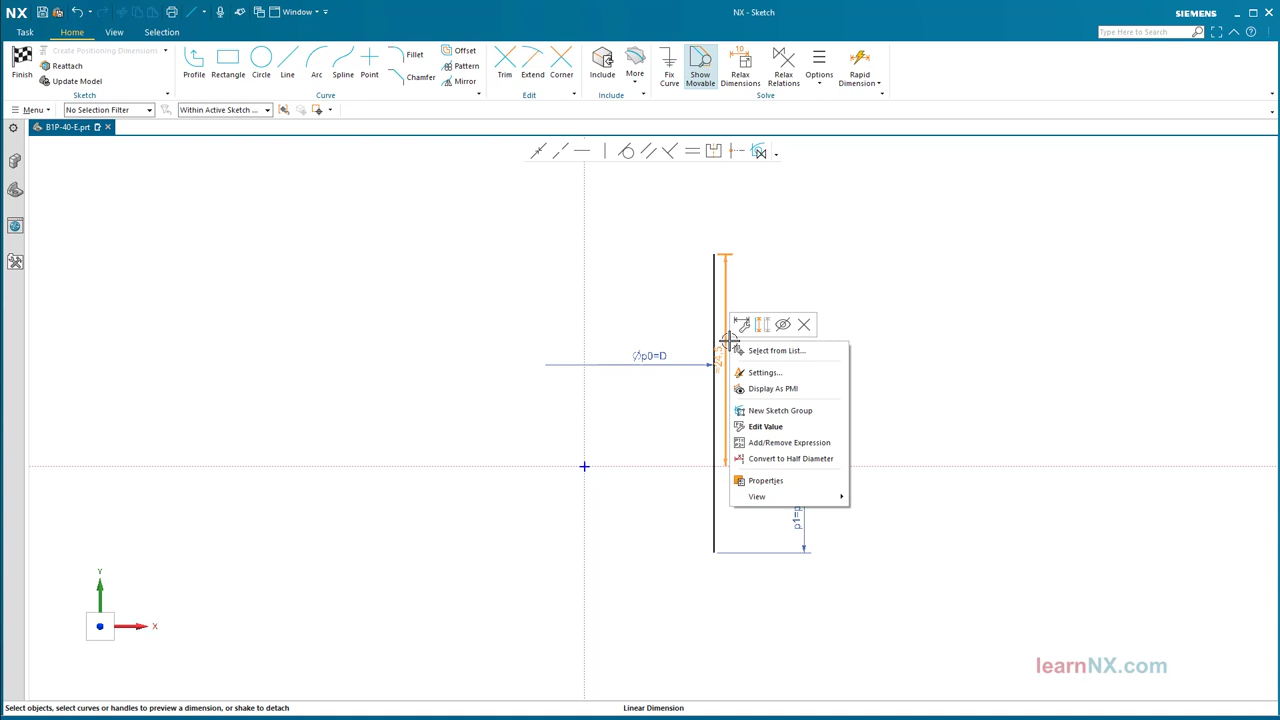 NX
Window
NX - Sketch
SIEMENS
Task
Home
View
Selection
Type Here to Search
Finish
Create Positioning Dimensions
Reattach
Update Model
Sketch
Profile
Rectangle
Circle
Line
Arc
Spline
Point
Fillet
Chamfer
Offset
Pattern
Mirror
Curve
Trim
Extend
Corner
Edit
Include
More
Include
Fix
Curve
Show
Movable
Relax
Dimensions
Relax
Relations
Options
Rapid
Dimension
Solve
Menu
No Selection Filter
Within Active Sketch ...
B1P-40-E.prt
∅p0=D
=24,5
Select from List...
Settings...
Display As PMI
New Sketch Group
Edit Value
Add/Remove Expression
Convert to Half Diameter
Properties
View
Y
X
learnNX.com
Select objects, select curves or handles to preview a dimension, or shake to detach
Linear Dimension